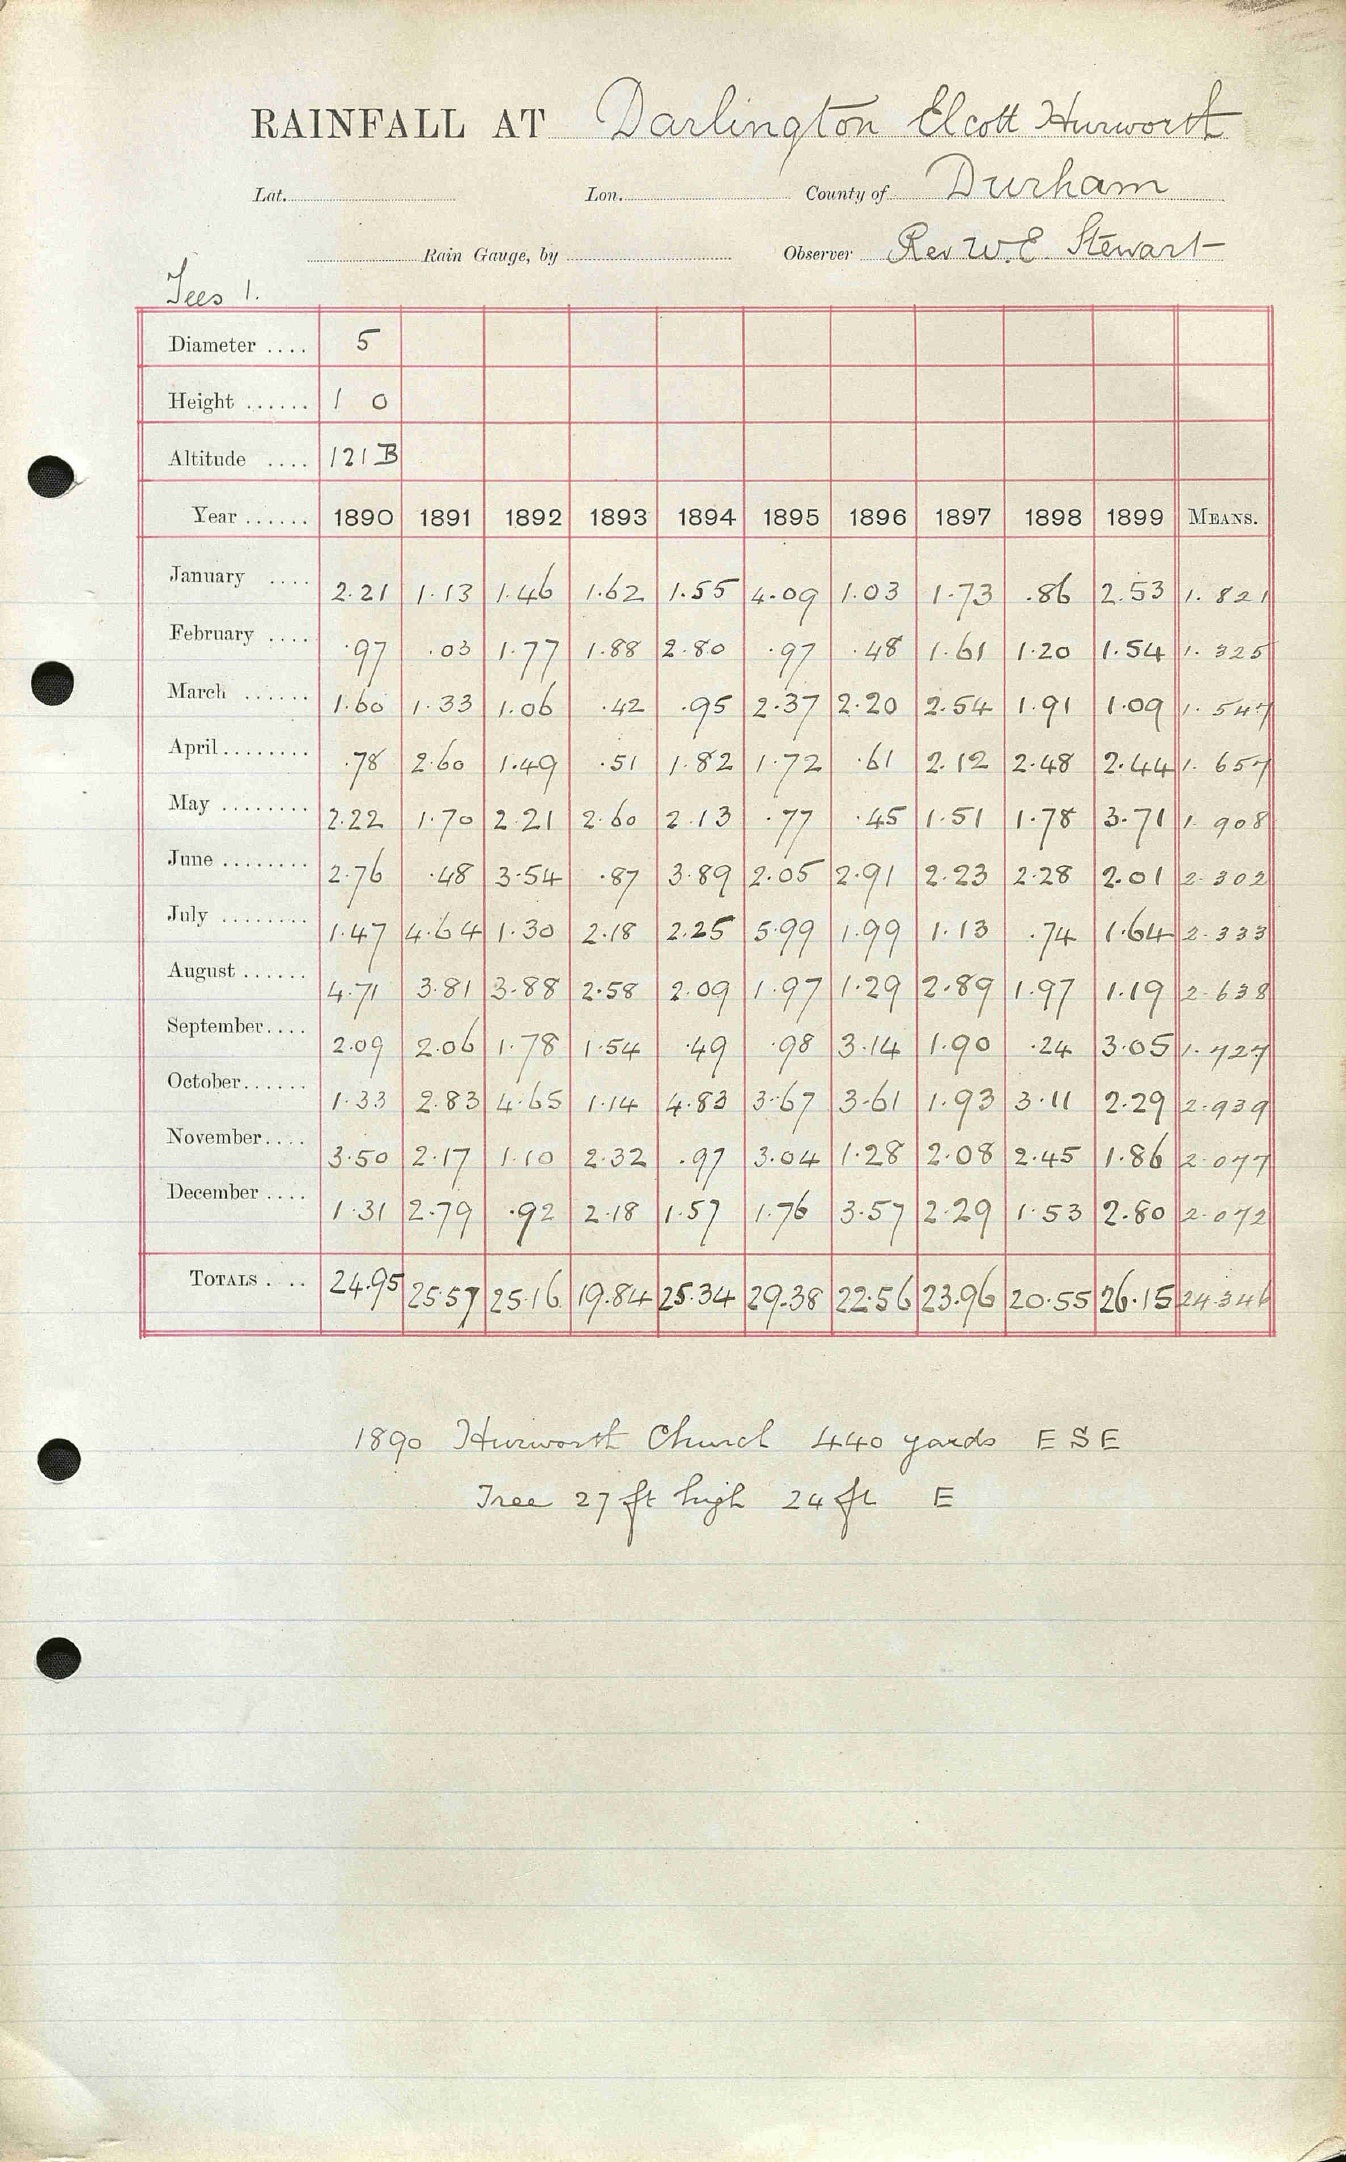 RAINFALL AT Darlington Elcott Hurworth
Lat. Lon. County of Durham
Rain Gauge, by Observer Rev W.E. Stewart
Tees 1.
Diameter .... 5
Height ...... 1 0
Altitude .... 121 B
Year ...... 1890 1891 1892 1893 1894 1895 1896 1897 1898 1899 MEANS.
January .... 2.21 1.13 1.46 1.62 1.55 4.09 1.03 1.73 .86 2.53 1.821
February .... .97 .03 1.77 1.88 2.80 .97 .48 1.61 1.20 1.54 1.325
March ...... 1.60 1.33 1.06 .42 .95 2.37 2.20 2.54 1.91 1.09 1.547
April ........ .78 2.60 1.49 .51 1.82 1.72 .61 2.12 2.48 2.44 1.657
May ........ 2.22 1.70 2.21 2.60 2.13 .77 .45 1.51 1.78 3.71 1.908
June ........ 2.76 .48 3.54 .87 3.89 2.05 2.91 2.23 2.28 2.01 2.302
July ........ 1.47 4.64 1.30 2.18 2.25 5.99 1.99 1.13 .74 1.64 2.333
August ...... 4.71 3.81 3.88 2.58 2.09 1.97 1.29 2.89 1.97 1.19 2.638
September.... 2.09 2.06 1.78 1.54 .49 .98 3.14 1.90 .24 3.05 1.727
October...... 1.33 2.83 4.65 1.14 4.83 3.67 3.61 1.93 3.11 2.29 2.939
November.... 3.50 2.17 1.10 2.32 .97 3.04 1.28 2.08 2.45 1.86 2.077
December .... 1.31 2.79 .92 2.18 1.57 1.76 3.57 2.29 1.53 2.80 2.072
TOTALS .... 24.95 25.57 25.16 19.84 25.34 29.38 22.56 23.96 20.55 26.15 24.346
1890 Hurworth Church 440 yards E S E
Tree 27 ft high 24 ft E